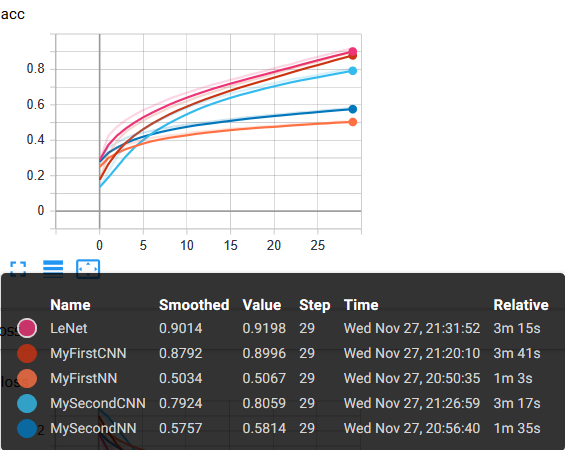 acc
0.8
0.6
0.4
0.2
0
0 5 10 15 20 25
Name Smoothed Value Step Time Relative
LeNet 0.9014 0.9198 29 Wed Nov 27, 21:31:52 3m 15s
MyFirstCNN 0.8792 0.8996 29 Wed Nov 27, 21:20:10 3m 41s
MyFirstNN 0.5034 0.5067 29 Wed Nov 27, 20:50:35 1m 3s
MySecondCNN 0.7924 0.8059 29 Wed Nov 27, 21:26:59 3m 17s
MySecondNN 0.5757 0.5814 29 Wed Nov 27, 20:56:40 1m 35s